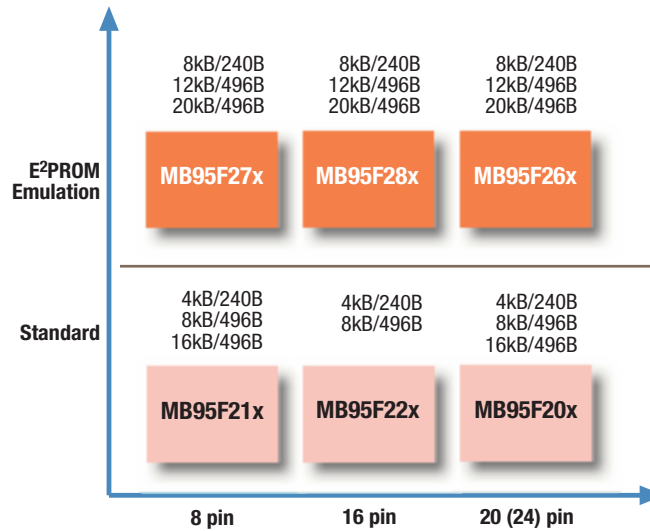 8kB/240B 8kB/240B 8kB/240B
12kB/496B 12kB/496B 12kB/496B
20kB/496B 20kB/496B 20kB/496B
E²PROM
Emulation
MB95F27x MB95F28x MB95F26x
4kB/240B 4kB/240B 4kB/240B
8kB/496B 8kB/496B 8kB/496B
16kB/496B 16kB/496B
Standard
MB95F21x MB95F22x MB95F20x
8 pin 16 pin 20 (24) pin